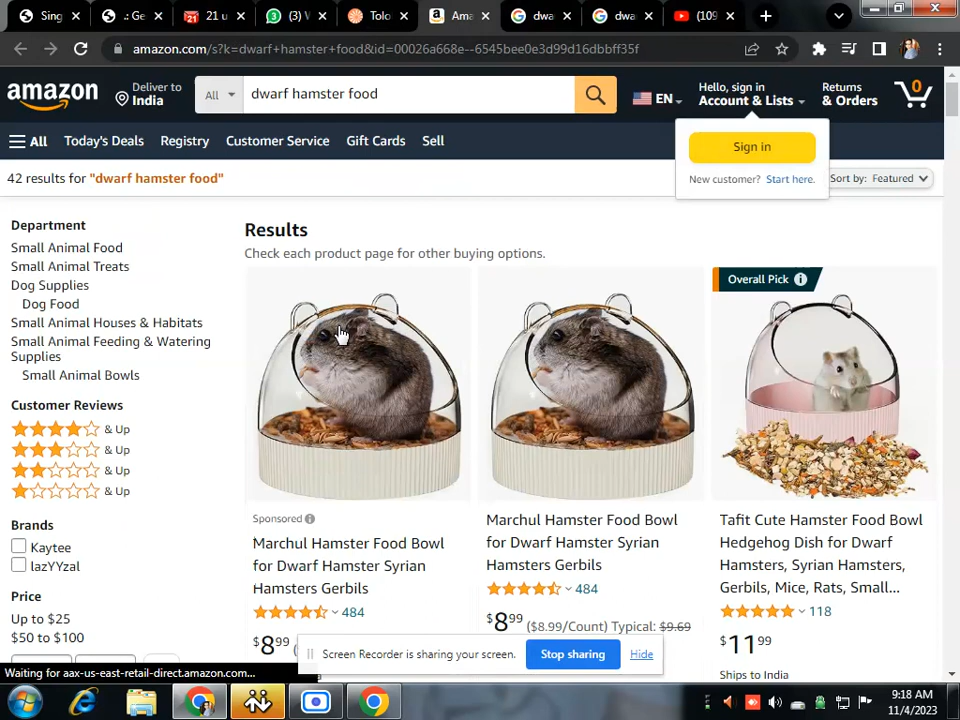 Sing
.: Ge
21 u
(3) W
Tolo
Ama
dwa
dwa
(109
amazon.com/s?k=dwarf+hamster+food&id=00026a668e--6545bee0e3d99d16dbbff35f
amazon
Deliver to
India
All
dwarf hamster food
EN
Hello, sign in
Account & Lists
Returns
& Orders
0
All
Today's Deals
Registry
Customer Service
Gift Cards
Sell
Sign in
New customer? Start here.
42 results for "dwarf hamster food"
Sort by: Featured
Department
Small Animal Food
Small Animal Treats
Dog Supplies
Dog Food
Small Animal Houses & Habitats
Small Animal Feeding & Watering
Supplies
Small Animal Bowls
Customer Reviews
& Up
& Up
& Up
& Up
Brands
Kaytee
lazYYzal
Price
Up to $25
$50 to $100
Results
Check each product page for other buying options.
Sponsored
Marchul Hamster Food Bowl
for Dwarf Hamster Syrian
Hamsters Gerbils
484
$8.99
Marchul Hamster Food Bowl
for Dwarf Hamster Syrian
Hamsters Gerbils
484
$8.99 ($8.99/Count) Typical: $9.69
Overall Pick
Tafit Cute Hamster Food Bowl
Hedgehog Dish for Dwarf
Hamsters, Syrian Hamsters,
Gerbils, Mice, Rats, Small...
118
$11.99
Ships to India
Screen Recorder is sharing your screen.
Stop sharing
Hide
Waiting for aax-us-east-retail-direct.amazon.com...
9:18 AM
11/4/2023